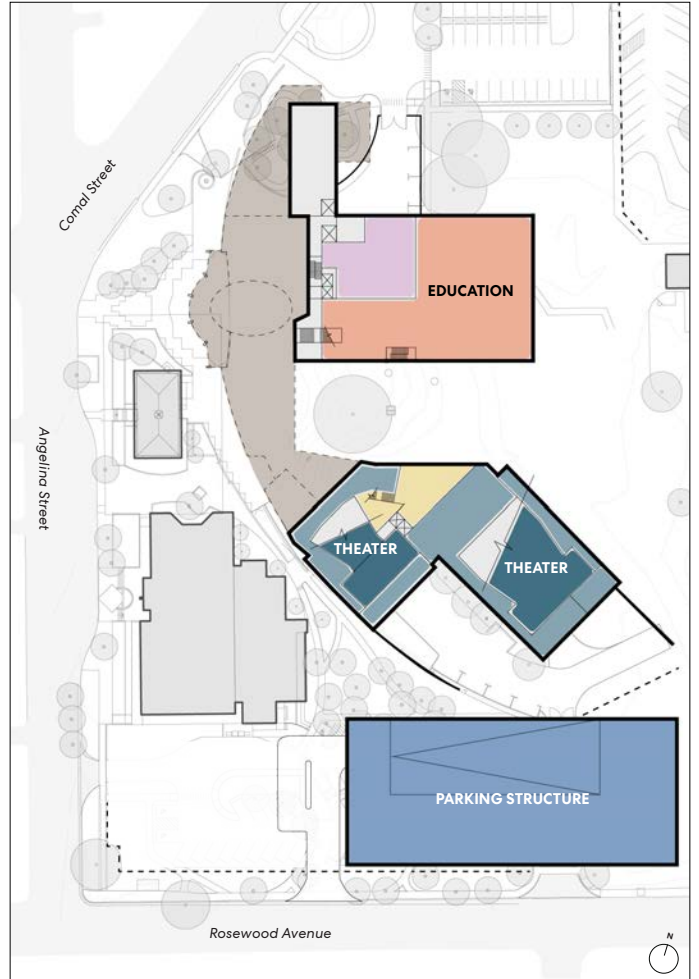 Comal Street
EDUCATION
Angelina Street
THEATER
THEATER
PARKING STRUCTURE
Rosewood Avenue
N